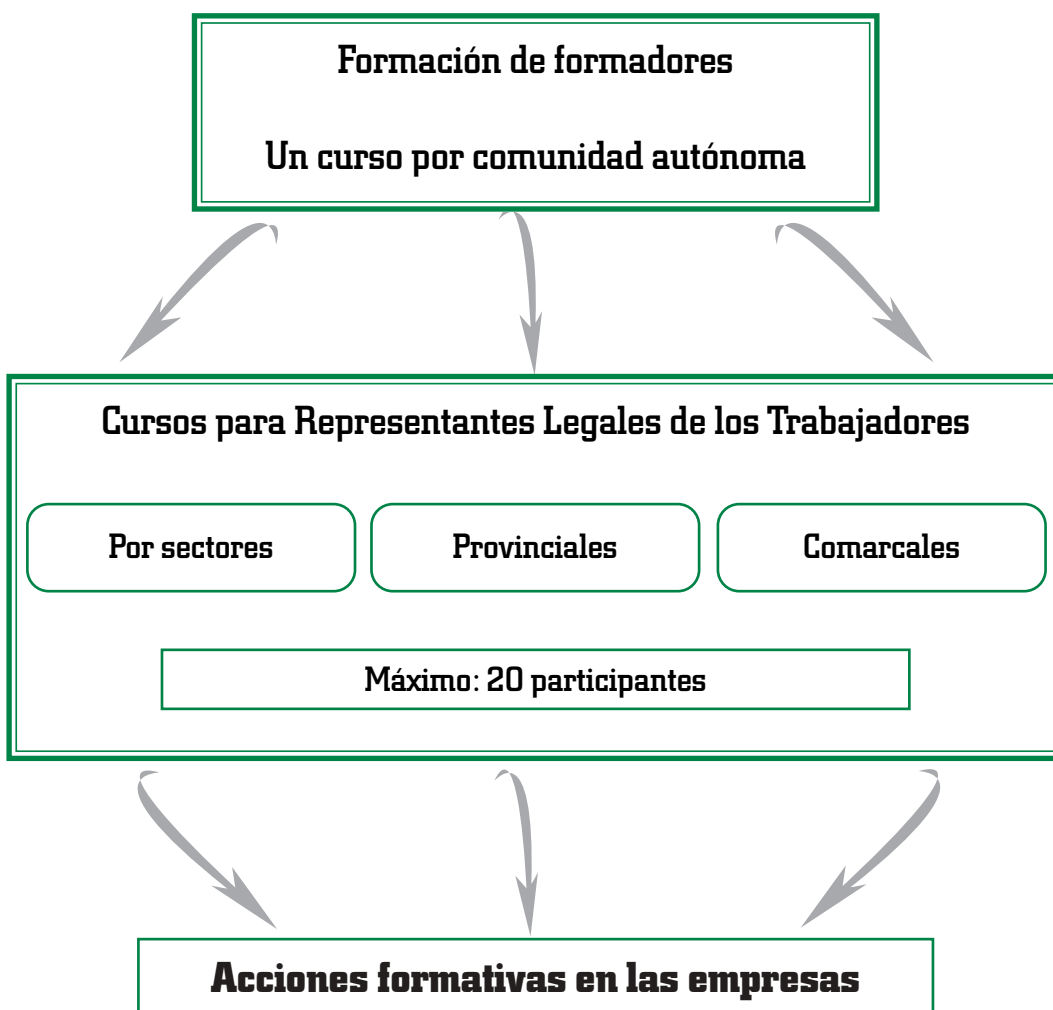 Formación de formadores
Un curso por comunidad autónoma
Cursos para Representantes Legales de los Trabajadores
Por sectores
Provinciales
Comarcales
Máximo: 20 participantes
Acciones formativas en las empresas